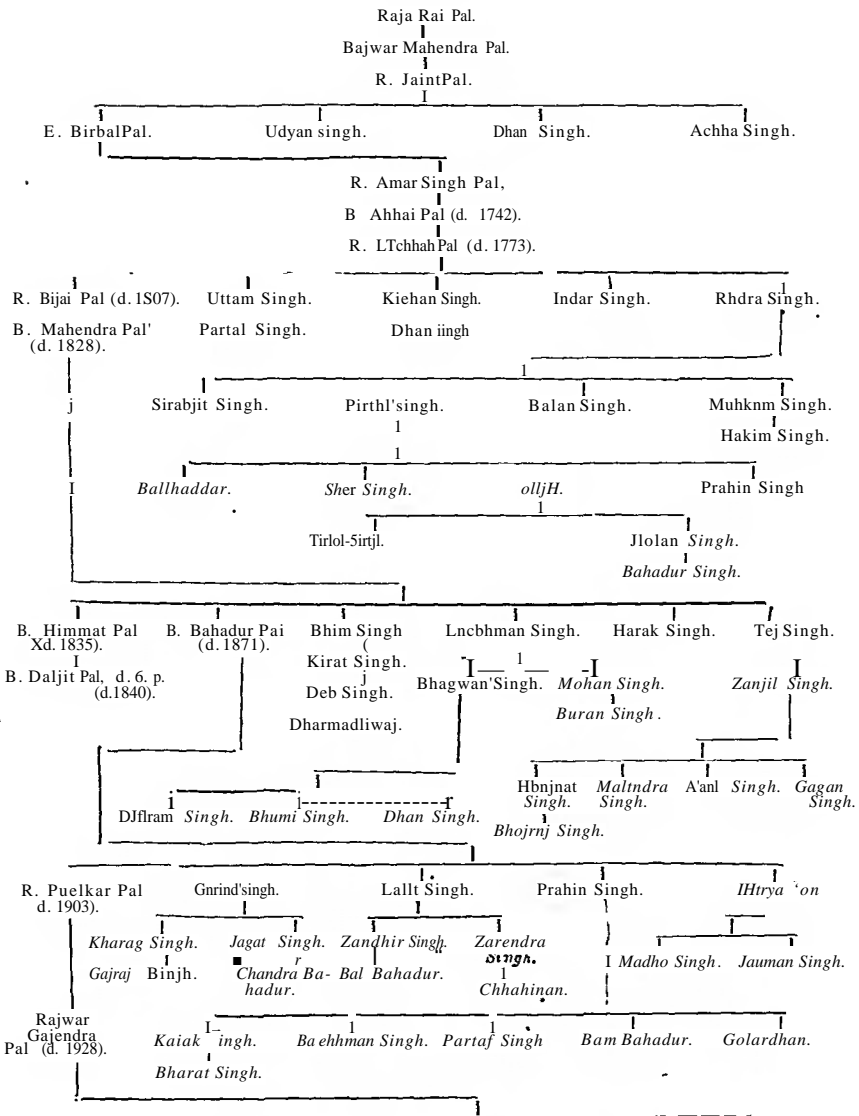 Raja Rai Pal.
Bajwar Mahendra Pal.
R. JaintPal.
E. BirbalPal. Udyan singh. Dhan Singh. Achha Singh.
R. Amar Singh Pal,
B Ahhai Pal (d. 1742).
R. LTchhah Pal (d. 1773).
R. Bijai Pal (d. 1S07). Uttam Singh. Kiehan Singh. Indar Singh. Rhdra Singh.
B. Mahendra Pal' Partal Singh. Dhan iingh
(d. 1828).
Sirabjit Singh. Pirthl'singh. Balan Singh. Muhknm Singh.
Hakim Singh.
Ballhaddar. Sher Singh. olljH. Prahin Singh
Tirlol-5irtjl. Jlolan Singh.
Bahadur Singh.
B. Himmat Pal B. Bahadur Pai Bhim Singh Lncbhman Singh. Harak Singh. Tej Singh.
Xd. 1835). (d. 1871). Kirat Singh.
B. Daljit Pal, d. 6. p. Deb Singh. Bhagwan'Singh. Mohan Singh. Zanjil Singh.
(d.1840). Buran Singh.
Dharmadliwaj.
Hbnjnat Maltndra A'anl Singh. Gagan
Singh. Singh. Singh.
DJflram Singh. Bhumi Singh. Dhan Singh. Bhojrnj Singh.
R. Puelkar Pal Gnrind'singh. Lallt Singh. Prahin Singh. IHtrya 'on
d. 1903).
Kharag Singh. Jagat Singh. Zandhir Singh. Zarendra Singh. Madho Singh. Jauman Singh.
Gajraj Binjh. Chandra Ba- Bal Bahadur. Chhahinan.
hadur.
Rajwar
Gajendra Kaiak ingh. Ba ehhman Singh. Partaf Singh Bam Bahadur. Golardhan.
Pal (d. 1928).
Bharat Singh.